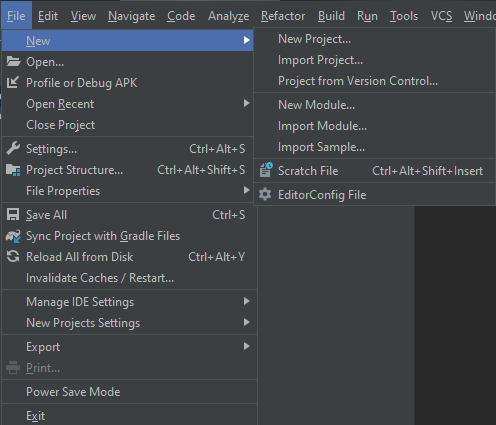 File Edit View Navigate Code Analyze Refactor Build Run Tools VCS Windo
New
Open...
Profile or Debug APK
Open Recent
Close Project
Settings... Ctrl+Alt+S
Project Structure... Ctrl+Alt+Shift+S
File Properties
Save All Ctrl+S
Sync Project with Gradle Files
Reload All from Disk Ctrl+Alt+Y
Invalidate Caches / Restart...
Manage IDE Settings
New Projects Settings
Export
Print...
Power Save Mode
Exit
New Project...
Import Project...
Project from Version Control...
New Module...
Import Module...
Import Sample...
Scratch File Ctrl+Alt+Shift+Insert
EditorConfig File